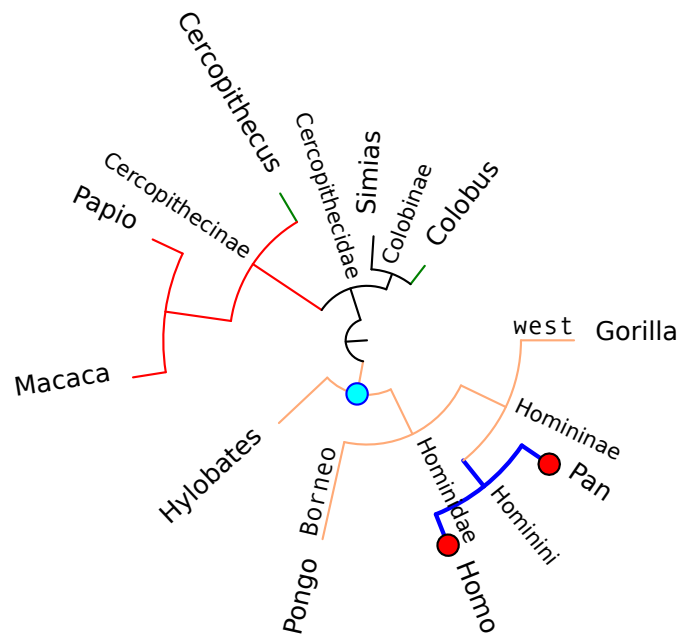 Cercopithecus
Cercopithecidae
Simias
Colobinae
Colobus
Cercopithecinae
Papio
Macaca
west
Gorilla
Homininae
Pan
Hominini
Hominidae
Homo
Borneo
Pongo
Hylobates